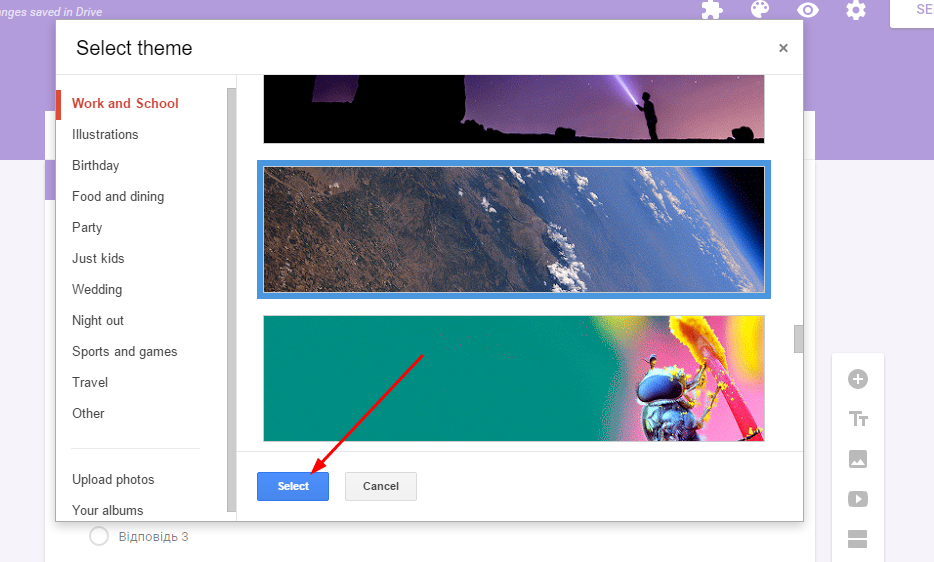 anges saved in Drive
SE
Select theme
×
Work and School
Illustrations
Birthday
Food and dining
Party
Just kids
Wedding
Night out
Sports and games
Travel
Other
Upload photos
Your albums
Select
Cancel
Відповідь 3